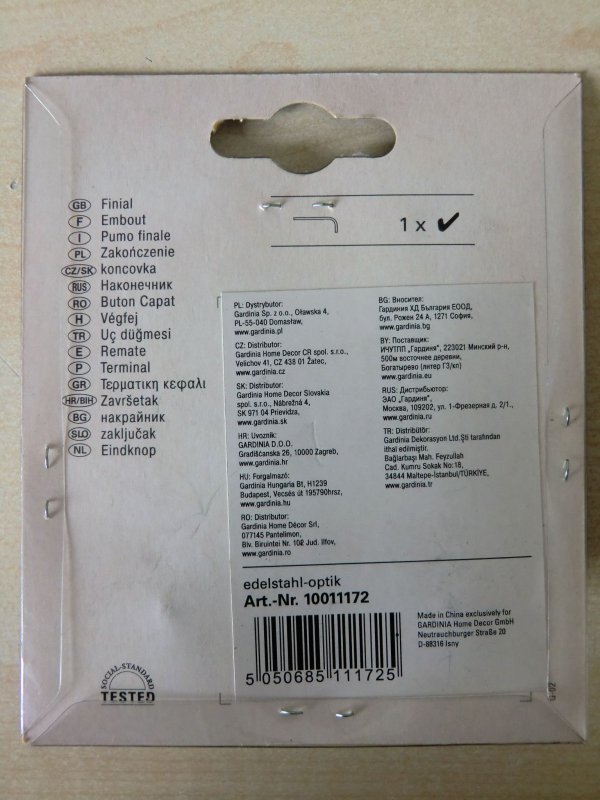 GB Finial
F Embout
I Pumo finale
PL Zakończenie
CZ/SK koncovka
RUS Наконечник
RO Buton Capat
H Végfej
TR Uç düğmesi
E Remate
P Terminal
GR Τερματικη κεφαλι
HR/BIH Završetak
BG накрайник
SLO zaključak
NL Eindknop
1 x ✔
PL: Dystrybutor:
Gardinia Sp. z o.o., Oławska 4,
PL-55-040 Domasław,
www.gardinia.pl
CZ: Distributor:
Gardinia Home Decor CR spol. s.r.o.,
Velichov 41, CZ 438 01 Žatec,
www.gardinia.cz
SK: Distributor:
Gardinia Home Decor Slovakia
spol. s.r.o., Nábrežná 4,
SK 971 04 Prievidza,
www.gardinia.sk
HR: Uvoznik:
GARDINIA D.O.O.
Gradišćanska 26, 10000 Zagreb,
www.gardinia.hr
HU: Forgalmazó:
Gardinia Hungaria Bt, H1239
Budapest, Vecsés út 195790hrsz,
www.gardinia.hu
RO: Distributor:
Gardinia Home Décor Srl,
077145 Pantelimon,
Blv. Biruintei Nr. 102 Jud. Ilfov,
www.gardinia.ro
BG: Вносител:
Гардиния ХД България ЕООД,
бул. Рожен 24 А, 1271 София,
www.gardinia.bg
BY: Поставщик:
ИЧУТПП „Гардиня", 223021 Минский р-н,
500м восточнее деревни,
Богатырево (литер Г3/кп)
www.gardinia.eu
RUS: Дистрибьютор:
ЗАО „Гардиня",
Москва, 109202, ул. 1-Фрезерная д. 2/1.,
www.gardinia.ru
TR: Distribütör:
Gardinia Dekorasyon Ltd.Şti tarafından
ithal edilmiştir.
Bağlarbaşı Mah. Feyzullah
Cad. Kumru Sokak No:18,
34844 Maltepe-İstanbul/TÜRKİYE,
www.gardinia.tr
edelstahl-optik
Art.-Nr. 10011172
5 050685 111725
Made in China exclusively for
GARDINIA Home Decor GmbH
Neutrauchburger Straße 20
D-88316 Isny
SOCIAL-STANDARD
TESTED